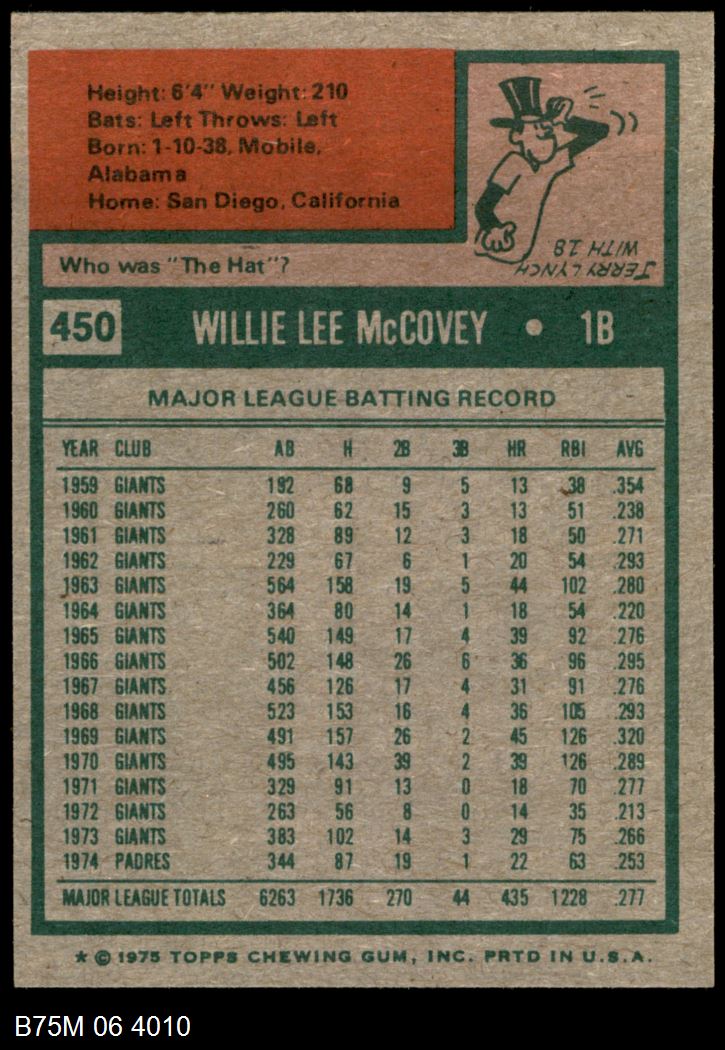 Height: 6'4" Weight: 210
Bats: Left Throws: Left
Born: 1-10-38, Mobile,
Alabama
Home: San Diego, California
Who was "The Hat"?
JERRY LYNCH
WITH 18
450 WILLIE LEE McCOVEY • 1B
MAJOR LEAGUE BATTING RECORD
YEAR CLUB AB H 2B 3B HR RBI AVG
1959 GIANTS 192 68 9 5 13 38 .354
1960 GIANTS 260 62 15 3 13 51 .238
1961 GIANTS 328 89 12 3 18 50 .271
1962 GIANTS 229 67 6 1 20 54 .293
1963 GIANTS 564 158 19 5 44 102 .280
1964 GIANTS 364 80 14 1 18 54 .220
1965 GIANTS 540 149 17 4 39 92 .276
1966 GIANTS 502 148 26 6 36 96 .295
1967 GIANTS 456 126 17 4 31 91 .276
1968 GIANTS 523 153 16 4 36 105 .293
1969 GIANTS 491 157 26 2 45 126 .320
1970 GIANTS 495 143 39 2 39 126 .289
1971 GIANTS 329 91 13 0 18 70 .277
1972 GIANTS 263 56 8 0 14 35 .213
1973 GIANTS 383 102 14 3 29 75 .266
1974 PADRES 344 87 19 1 22 63 .253
MAJOR LEAGUE TOTALS 6263 1736 270 44 435 1228 .277
* © 1975 TOPPS CHEWING GUM, INC. PRTD IN U.S.A.
B75M 06 4010